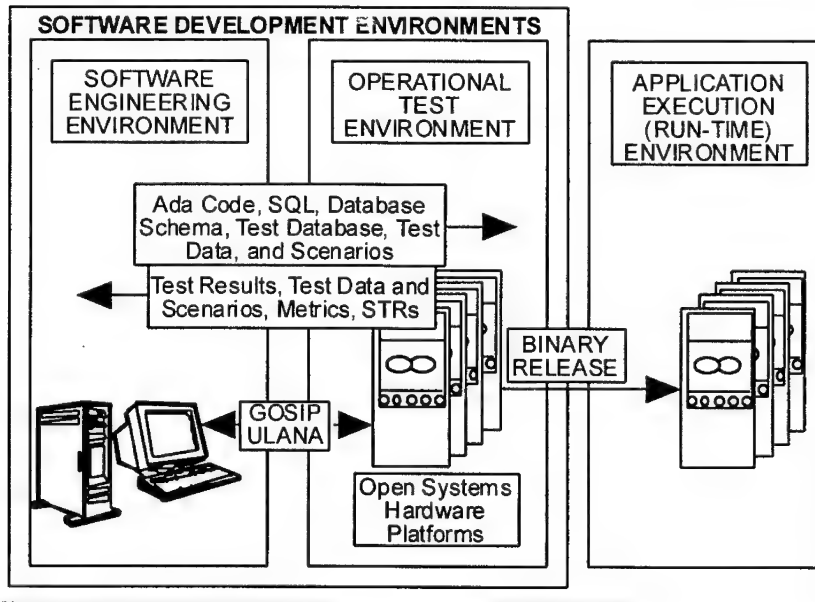 SOFTWARE DEVELOPMENT ENVIRONMENTS
SOFTWARE
ENGINEERING
ENVIRONMENT
OPERATIONAL
TEST
ENVIRONMENT
APPLICATION
EXECUTION
(RUN-TIME)
ENVIRONMENT
Ada Code, SQL, Database
Schema, Test Database, Test
Data, and Scenarios
Test Results, Test Data and
Scenarios, Metrics, STRs
BINARY
RELEASE
GOSIP
ULANA
Open Systems
Hardware
Platforms